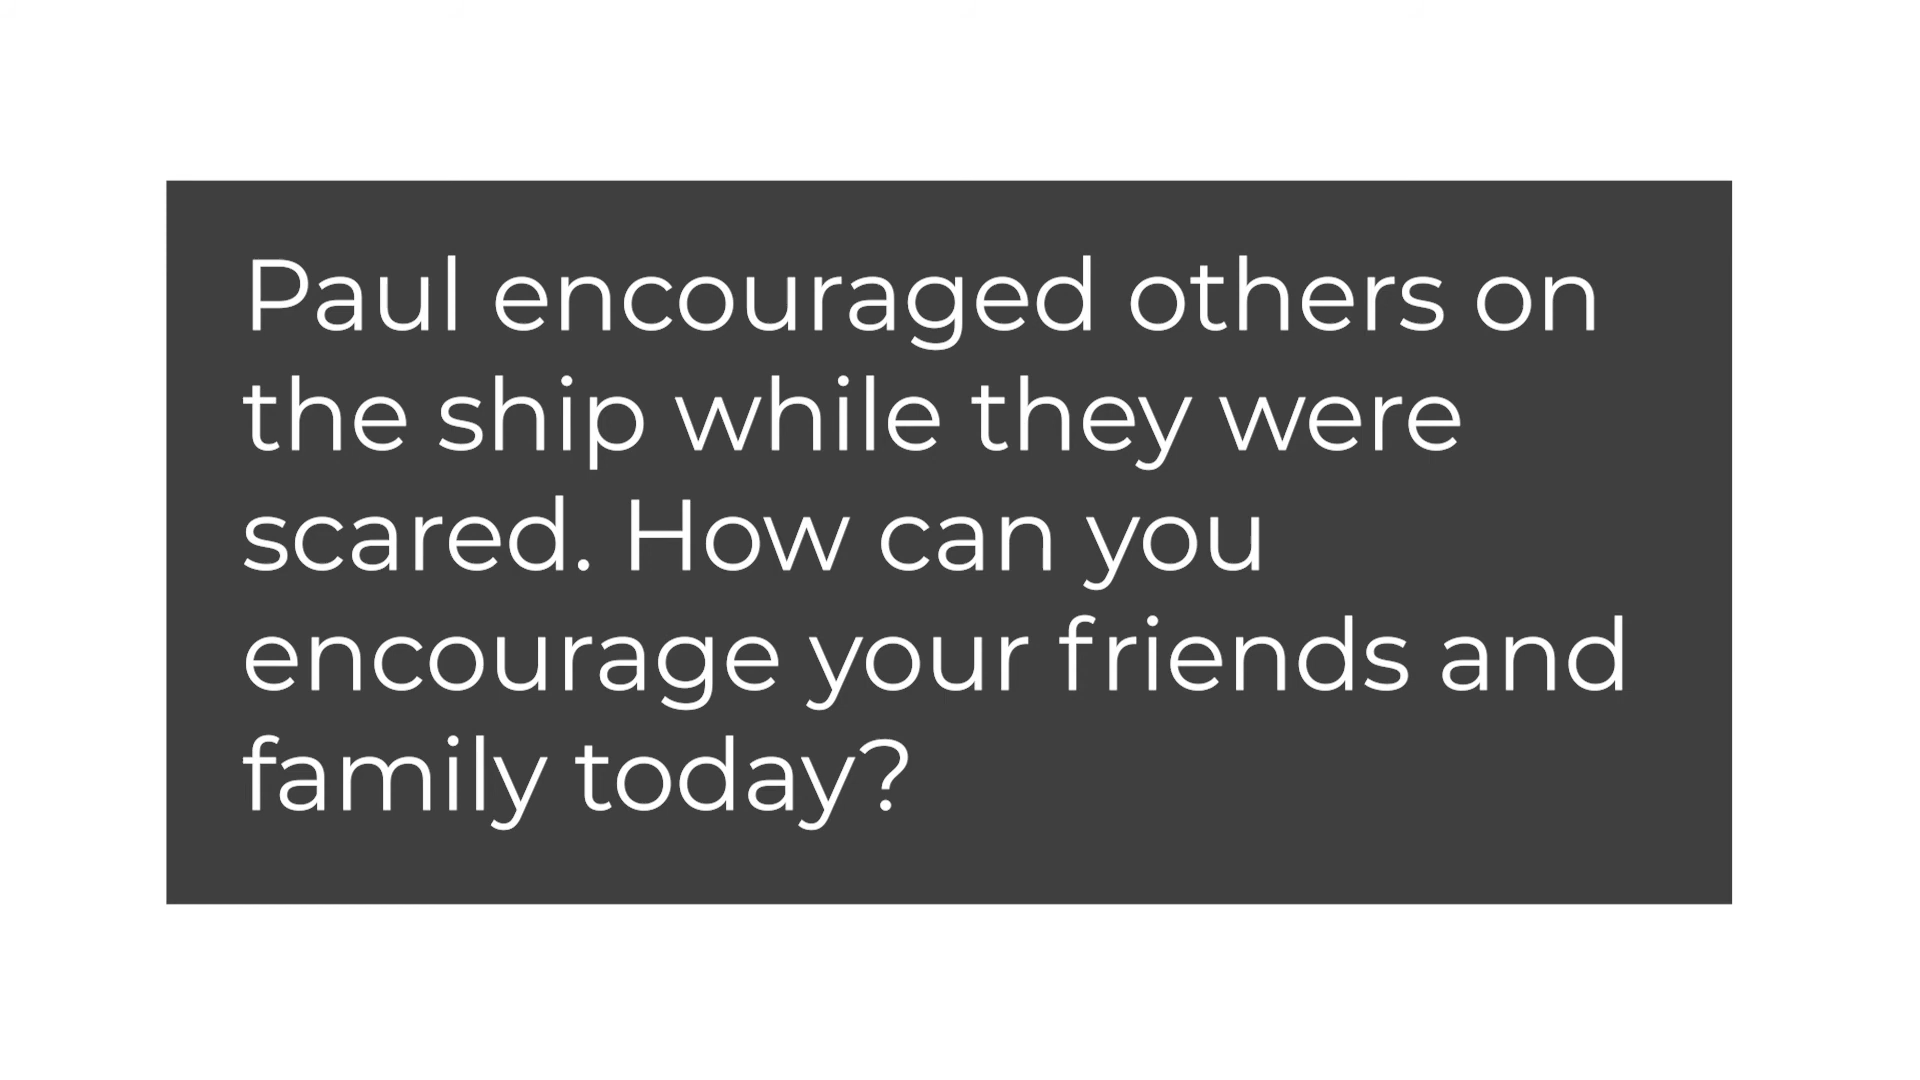 Paul encouraged others on
the ship while they were
scared. How can you
encourage your friends and
family today?